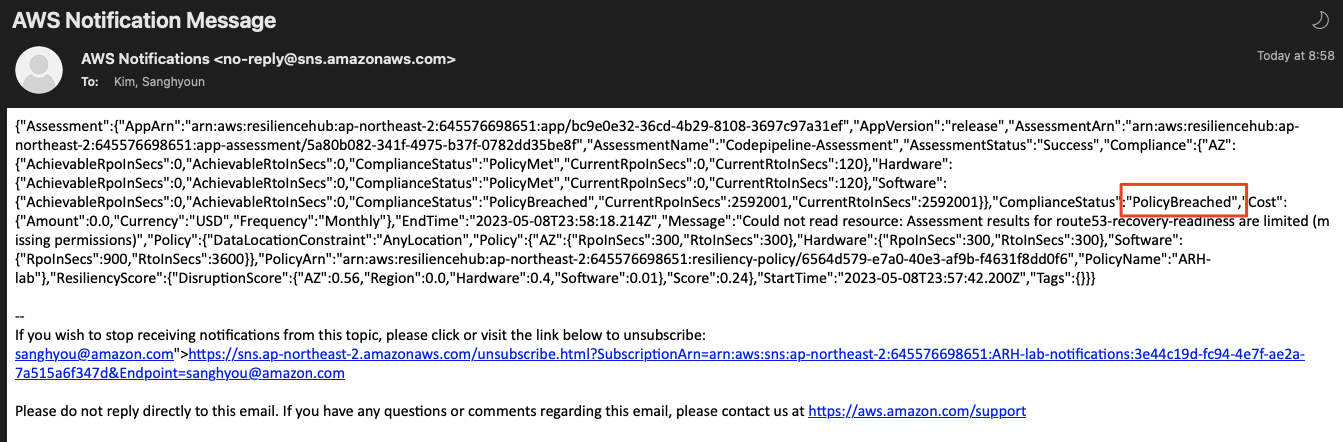 AWS Notification Message
AWS Notifications <no-reply@sns.amazonaws.com>
Today at 8:58
To: Kim, Sanghyoun
{"Assessment":{"AppArn":"arn:aws:resiliencehub:ap-northeast-2:645576698651:app/bc9e0e32-36cd-4b29-8108-3697c97a31ef","AppVersion":"release","AssessmentArn":"arn:aws:resiliencehub:ap-
northeast-2:645576698651:app-assessment/5a80b082-341f-4975-b37f-0782dd35be8f","AssessmentName":"Codepipeline-Assessment","AssessmentStatus":"Success","Compliance":{"AZ":
{"AchievableRpoInSecs":0,"AchievableRtoInSecs":0,"ComplianceStatus":"PolicyMet","CurrentRpoInSecs":0,"CurrentRtoInSecs":120},"Hardware":
{"AchievableRpoInSecs":0,"AchievableRtoInSecs":0,"ComplianceStatus":"PolicyMet","CurrentRpoInSecs":0,"CurrentRtoInSecs":120},"Software":
{"AchievableRpoInSecs":0,"AchievableRtoInSecs":0,"ComplianceStatus":"PolicyBreached","CurrentRpoInSecs":2592001,"CurrentRtoInSecs":2592001}},"ComplianceStatus":"PolicyBreached","Cost":
{"Amount":0.0,"Currency":"USD","Frequency":"Monthly"},"EndTime":"2023-05-08T23:58:18.214Z","Message":"Could not read resource: Assessment results for route53-recovery-readiness are limited (m
issing permissions)","Policy":{"DataLocationConstraint":"AnyLocation","Policy":{"AZ":{"RpoInSecs":300,"RtoInSecs":300},"Hardware":{"RpoInSecs":300,"RtoInSecs":300},"Software":
{"RpoInSecs":900,"RtoInSecs":3600}},"PolicyArn":"arn:aws:resiliencehub:ap-northeast-2:645576698651:resiliency-policy/6564d579-e7a0-40e3-af9b-f4631f8dd0f6","PolicyName":"ARH-
lab"},"ResiliencyScore":{"DisruptionScore":{"AZ":0.56,"Region":0.0,"Hardware":0.4,"Software":0.01},"Score":0.24},"StartTime":"2023-05-08T23:57:42.200Z","Tags":{}}}
--
If you wish to stop receiving notifications from this topic, please click or visit the link below to unsubscribe:
sanghyou@amazon.com">https://sns.ap-northeast-2.amazonaws.com/unsubscribe.html?SubscriptionArn=arn:aws:sns:ap-northeast-2:645576698651:ARH-lab-notifications:3e44c19d-fc94-4e7f-ae2a-
7a515a6f347d&Endpoint=sanghyou@amazon.com
Please do not reply directly to this email. If you have any questions or comments regarding this email, please contact us at https://aws.amazon.com/support